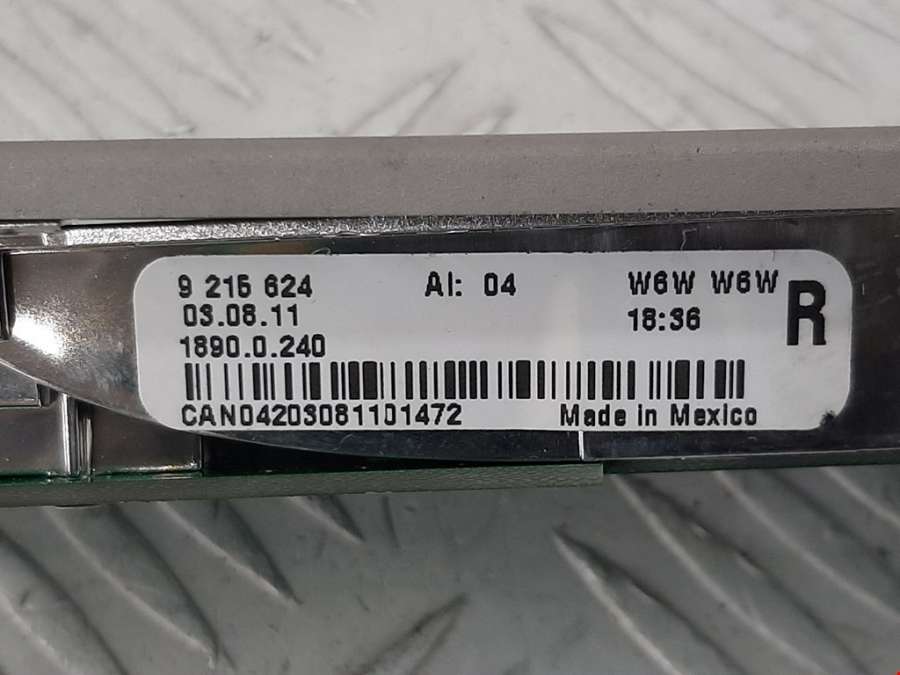 9 215 624 AI: 04 W6W W6W
03.08.11 18:36 R
1890.0.240
CAN04203081101472 Made in Mexico